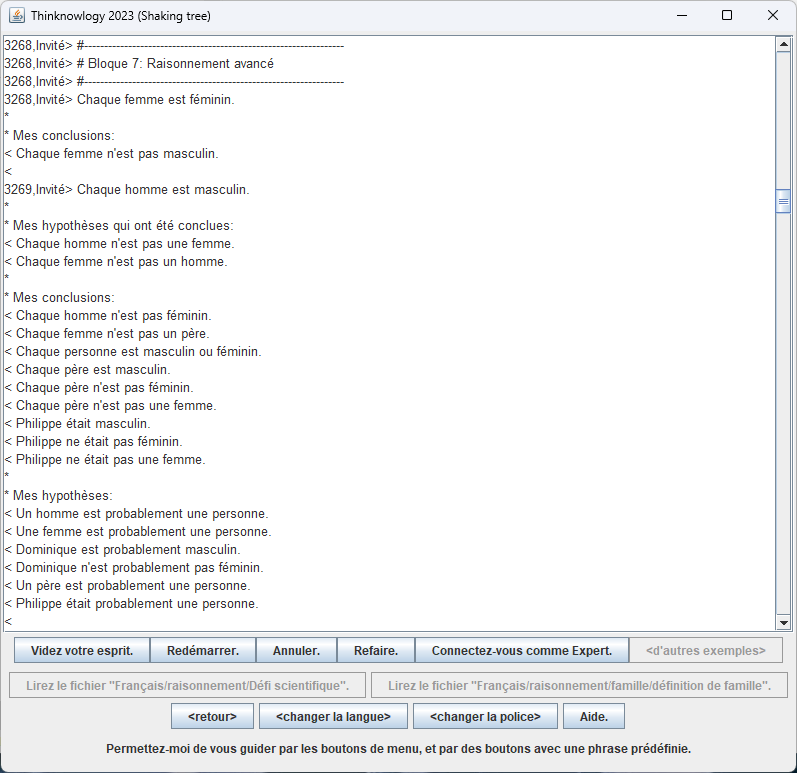 Thinknowlogy 2023 (Shaking tree)
3268,Invité> #-----------------------------------------------------------------
3268,Invité> # Bloque 7: Raisonnement avancé
3268,Invité> #-----------------------------------------------------------------
3268,Invité> Chaque femme est féminin.
*
* Mes conclusions:
< Chaque femme n'est pas masculin.
<
3269,Invité> Chaque homme est masculin.
*
* Mes hypothèses qui ont été conclues:
< Chaque homme n'est pas une femme.
< Chaque femme n'est pas un homme.
*
* Mes conclusions:
< Chaque homme n'est pas féminin.
< Chaque femme n'est pas un père.
< Chaque personne est masculin ou féminin.
< Chaque père est masculin.
< Chaque père n'est pas féminin.
< Chaque père n'est pas une femme.
< Philippe était masculin.
< Philippe ne était pas féminin.
< Philippe ne était pas une femme.
*
* Mes hypothèses:
< Un homme est probablement une personne.
< Une femme est probablement une personne.
< Dominique est probablement masculin.
< Dominique n'est probablement pas féminin.
< Un père est probablement une personne.
< Philippe était probablement une personne.
<
Videz votre esprit. Redémarrer. Annuler. Refaire. Connectez-vous comme Expert. <d'autres exemples>
Lirez le fichier "Français/raisonnement/Défi scientifique". Lirez le fichier "Français/raisonnement/famille/définition de famille".
<retour> <changer la langue> <changer la police> Aide.
Permettez-moi de vous guider par les boutons de menu, et par des boutons avec une phrase prédéfinie.